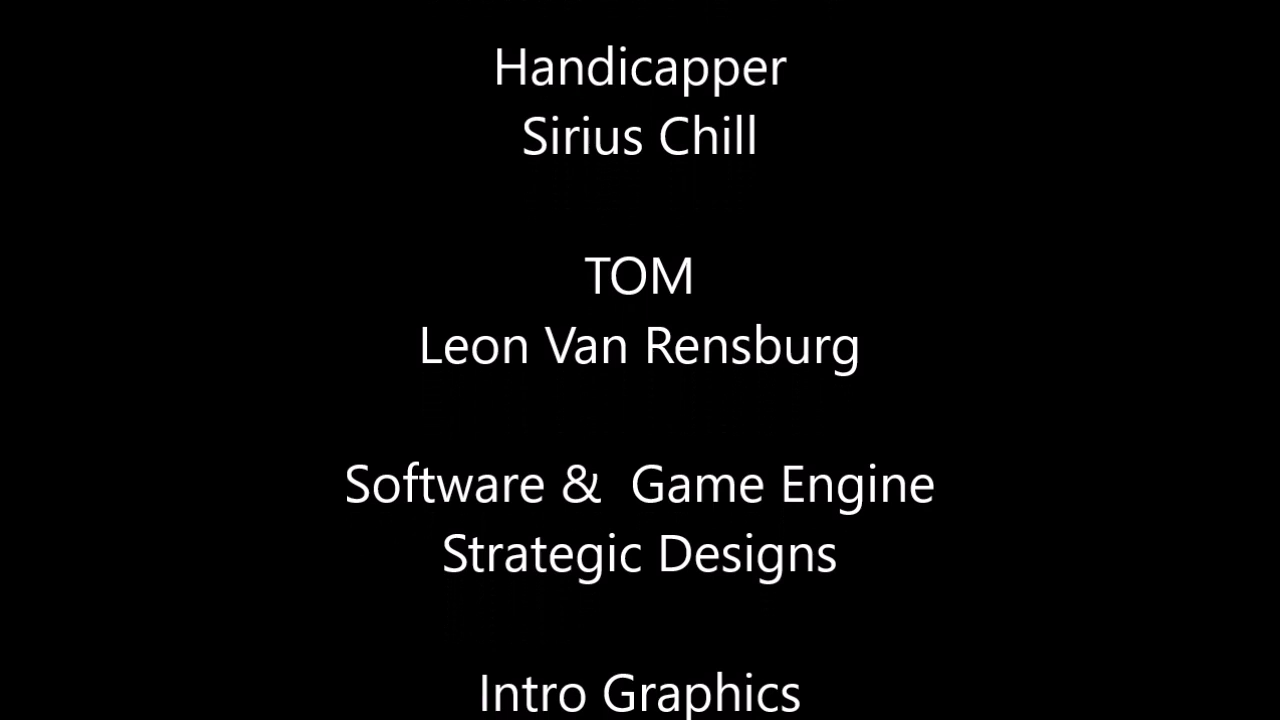 Handicapper
Sirius Chill
TOM
Leon Van Rensburg
Software &  Game Engine
Strategic Designs
Intro Graphics